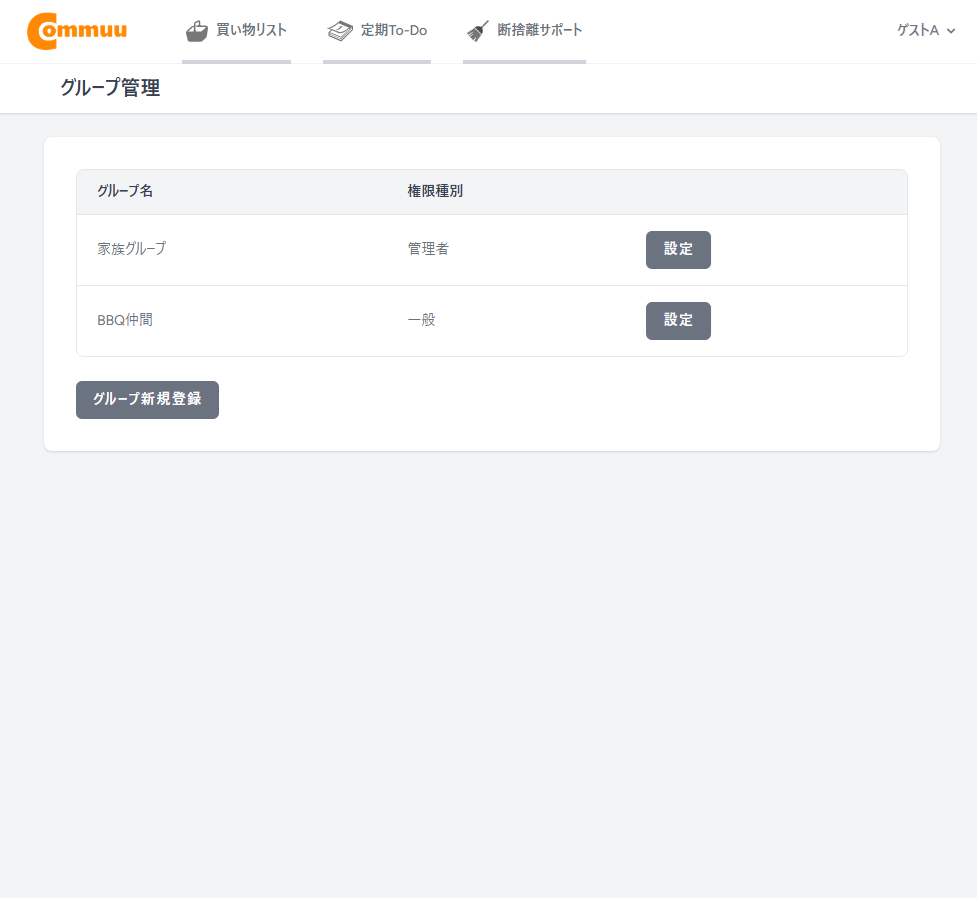 Commuu
買い物リスト
定期To-Do
断捨離サポート
ゲストA
グループ管理
グループ名 権限種別
家族グループ 管理者 設定
BBQ仲間 一般 設定
グループ新規登録